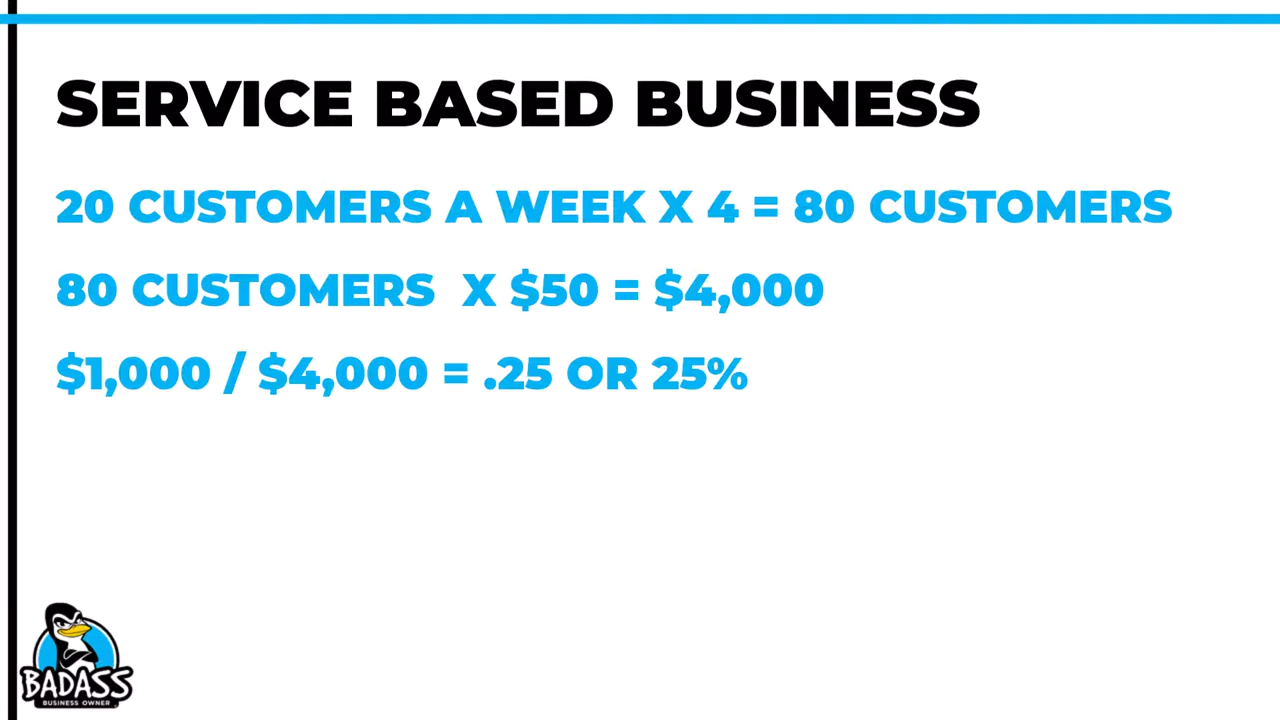 SERVICE BASED BUSINESS
20 CUSTOMERS A WEEK X 4 = 80 CUSTOMERS
80 CUSTOMERS X $50 = $4,000
$1,000 / $4,000 = .25 OR 25%
BADASS
BUSINESS OWNER